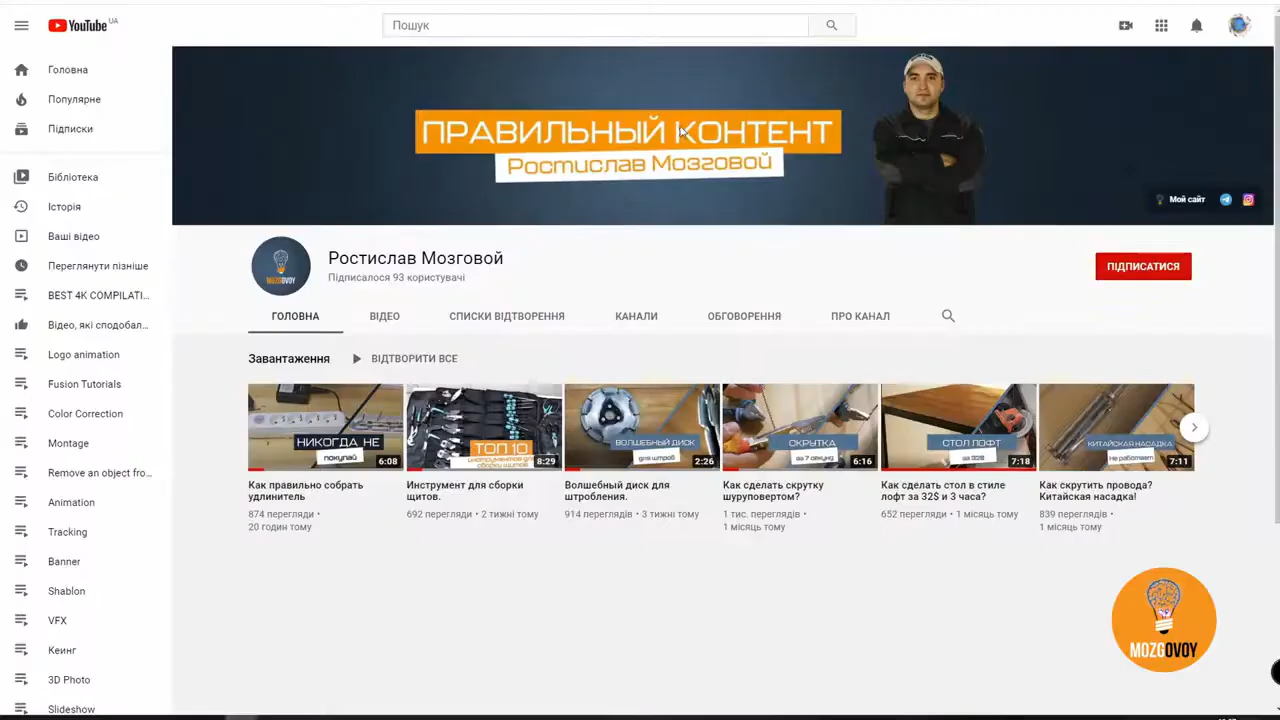 YouTube UA
Пошук
Головна
Популярне
Підписки
Бібліотека
Історія
Ваші відео
Переглянути пізніше
BEST 4K COMPILATI...
Відео, які сподобал...
Logo animation
Fusion Tutorials
Color Correction
Montage
Remove an object fro...
Animation
Tracking
Banner
Shablon
VFX
Кеинг
3D Photo
Slideshow
ПРАВИЛЬНЫЙ КОНТЕНТ
Ростислав Мозговой
Мой сайт
MOZGOVOY
Ростислав Мозговой
Підписалося 93 користувачі
ПІДПИСАТИСЯ
ГОЛОВНА ВІДЕО СПИСКИ ВІДТВОРЕННЯ КАНАЛИ ОБГОВОРЕННЯ ПРО КАНАЛ
Завантаження ВІДТВОРИТИ ВСЕ
НИКОГДА НЕ
покупай
6:08
Как правильно собрать
удлинитель
874 перегляди •
20 годин тому
ТОП 10
инструментов для
сборки щитов
8:29
Инструмент для сборки
щитов.
692 перегляди • 2 тижні тому
ВОЛШЕБНЫЙ ДИСК
для штроб
2:26
Волшебный диск для
штробления.
914 переглядів • 3 тижні тому
СКРУТКА
за 7 секунд
6:16
Как сделать скрутку
шуруповертом?
1 тис. переглядів •
1 місяць тому
СТОЛ ЛОФТ
за 32$
7:18
Как сделать стол в стиле
лофт за 32$ и 3 часа?
652 перегляди • 1 місяць тому
КИТАЙСКАЯ НАСАДКА
Не работает
7:11
Как скрутить провода?
Китайская насадка!
839 переглядів •
1 місяць тому
MOZGOVOY